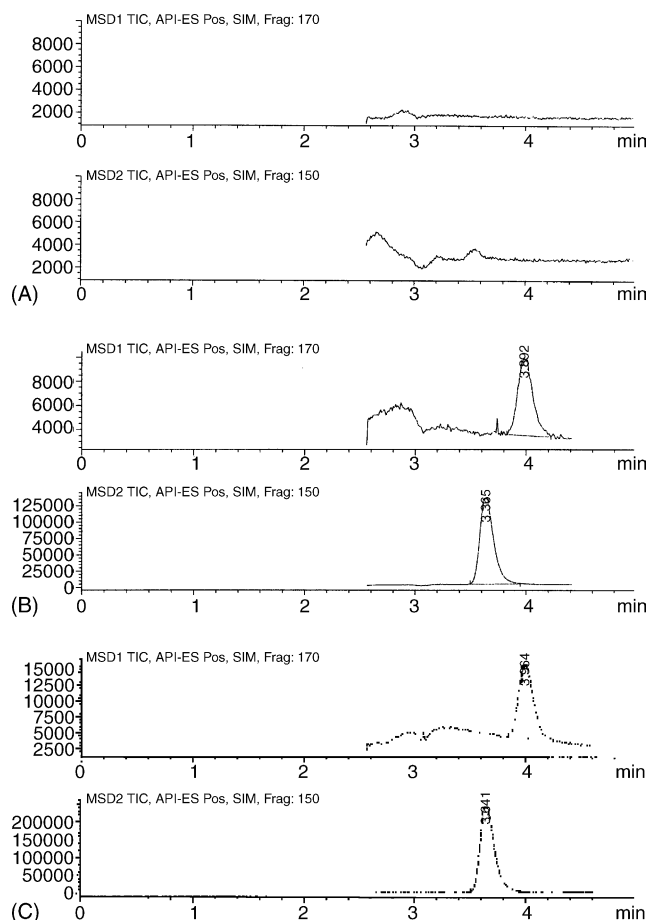 MSD1 TIC, API-ES Pos, SIM, Frag: 170
8000
6000
4000
2000
0 1 2 3 4 min
MSD2 TIC, API-ES Pos, SIM, Frag: 150
8000
6000
4000
2000
0 1 2 3 4 min
(A)
MSD1 TIC, API-ES Pos, SIM, Frag: 170
3.892
8000
6000
4000
0 1 2 3 4 min
MSD2 TIC, API-ES Pos, SIM, Frag: 150
125000
100000
75000
50000
25000
0
0 1 2 3 4 min
(B)
MSD1 TIC, API-ES Pos, SIM, Frag: 170
3.964
15000
12500
10000
7500
5000
2500
0 1 2 3 4 min
MSD2 TIC, API-ES Pos, SIM, Frag: 150
200000
150000
100000
50000
0
0 1 2 3 4 min
(C)